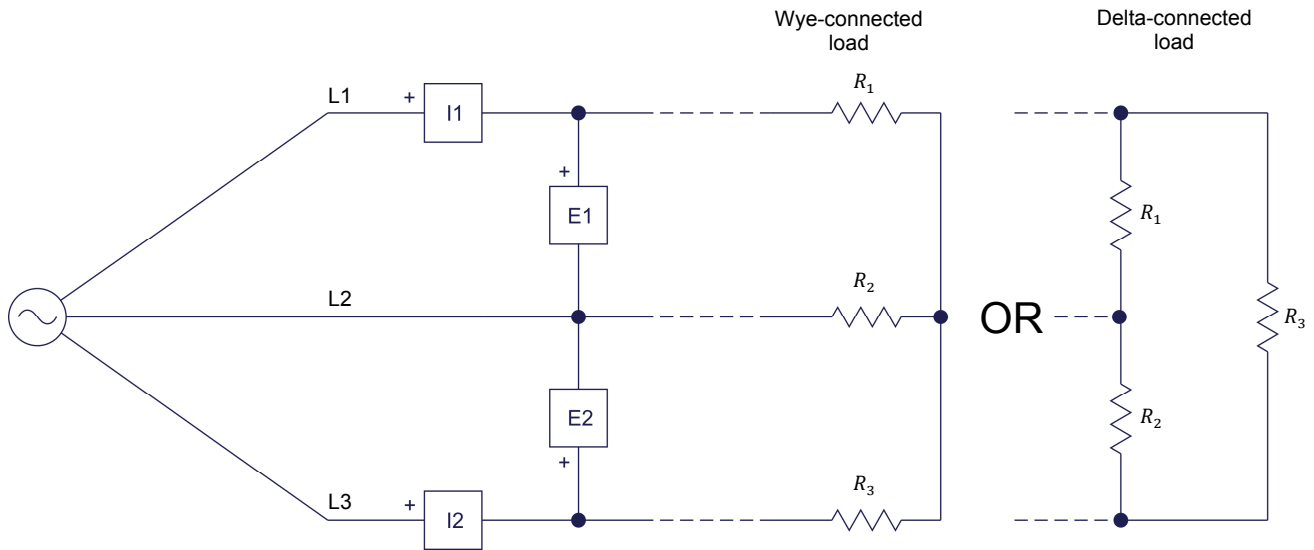 Wye-connected
load
Delta-connected
load
L1
+
I1
R₁
+
E1
R₁
L2
R₂
OR
R₃
E2
+
R₂
L3
+
I2
R₃